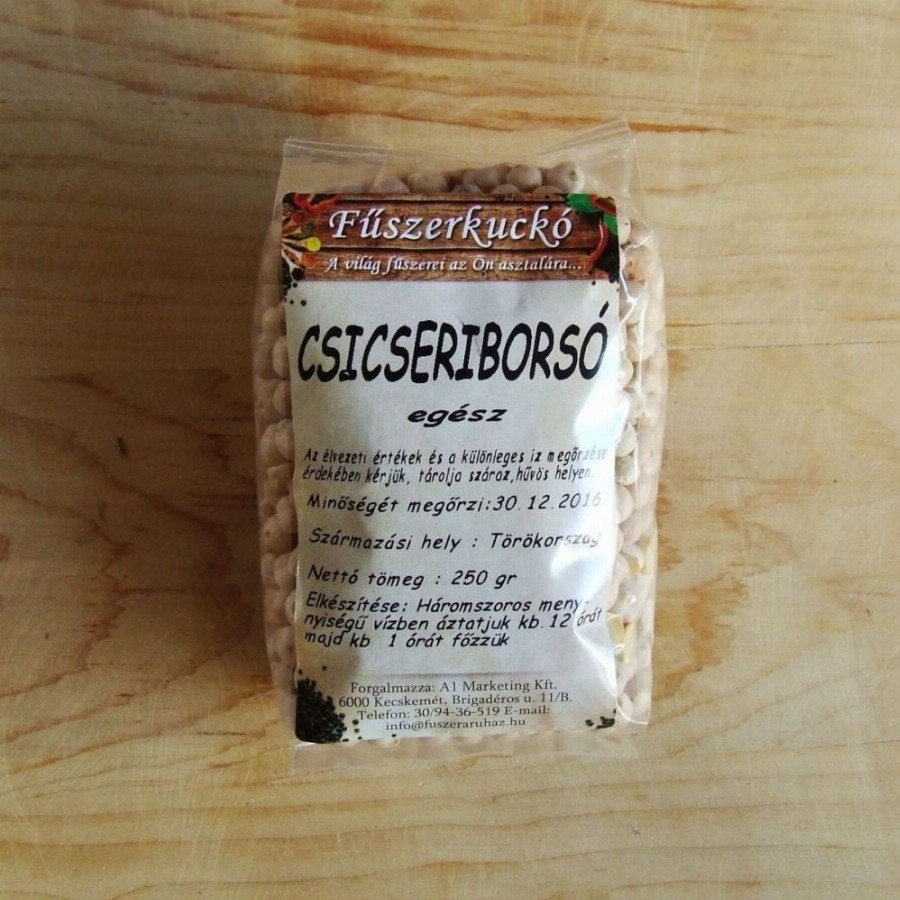 Fűszerkuckó
A világ fűszerei az Ön asztalára...
CSICSERIBORSÓ
egész
Az élvezeti értékek és a különleges iz megőrzése
érdekében kérjük, tárolja száraz,hűvös helyen.
Minőségét megőrzi:30.12.2016
Származási hely : Törökország
Nettó tömeg : 250 gr
Elkészítése: Háromszoros meny-
nyiségű vízben áztatjuk kb.12 órát
majd kb 1 órát főzzük
Forgalmazza: A1 Marketing Kft.
6000 Kecskemét, Brigadéros u. 11/B.
Telefon: 30/94-36-519 E-mail:
info@fuszeraruhaz.hu